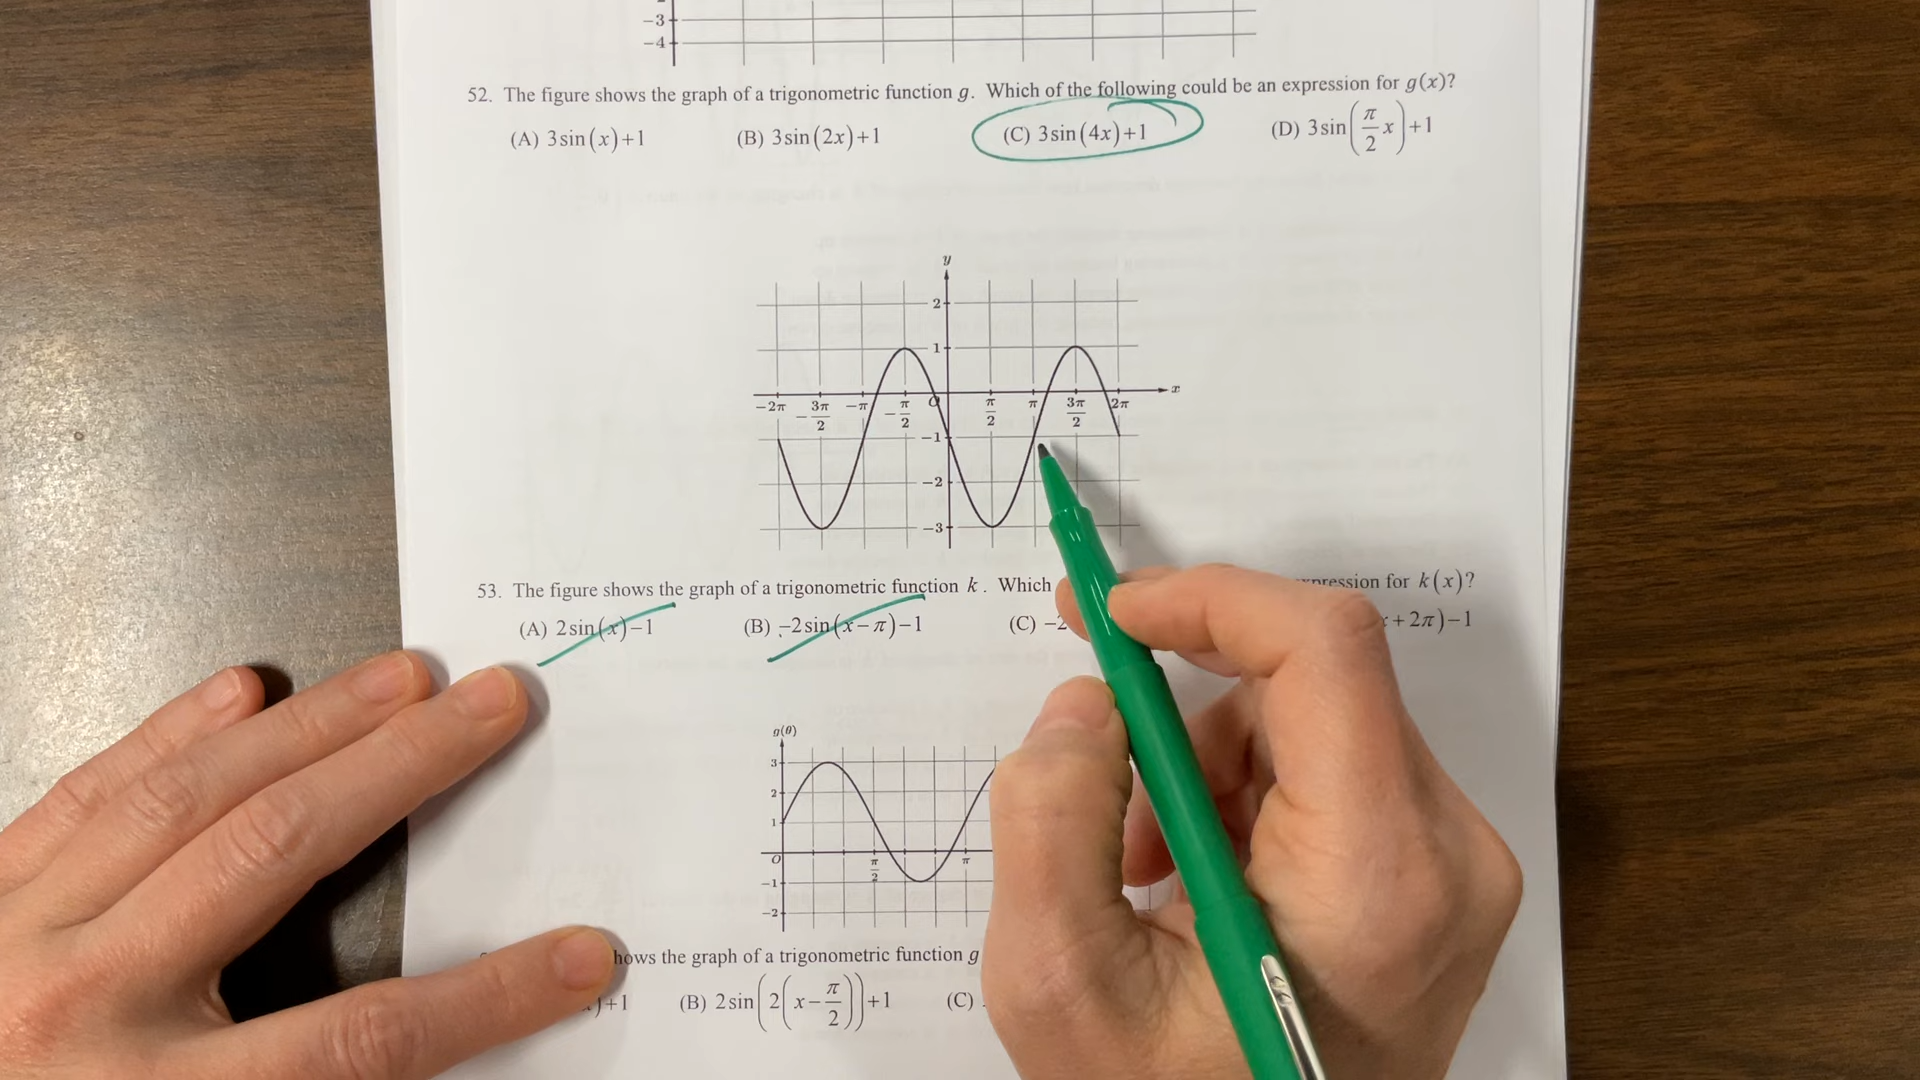 −3
−4
52. The figure shows the graph of a trigonometric function g. Which of the following could be an expression for g(x)?
(A) 3sin(x)+1 (B) 3sin(2x)+1 (C) 3sin(4x)+1 (D) 3sin(π/2 x)+1
y
2
1
x
−2π −3π/2 −π −π/2 O π/2 π 3π/2 2π
−1
−2
−3
53. The figure shows the graph of a trigonometric function k. Which expression for k(x)?
(A) 2sin(x)−1 (B) −2sin(x−π)−1 (C) −2 x+2π)−1
g(θ)
3
2
1
O π/2 π
−1
−2
shows the graph of a trigonometric function g
)+1 (B) 2sin(2(x−π/2))+1 (C)